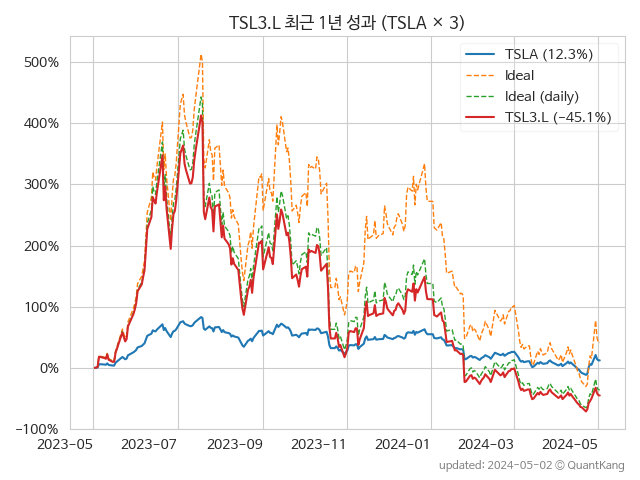 TSL3.L 최근 1년 성과 (TSLA × 3)
TSLA (12.3%)
Ideal
Ideal (daily)
TSL3.L (−45.1%)
500%
400%
300%
200%
100%
0%
−100%
2023-05 2023-07 2023-09 2023-11 2024-01 2024-03 2024-05
updated: 2024-05-02 ⓒ QuantKang